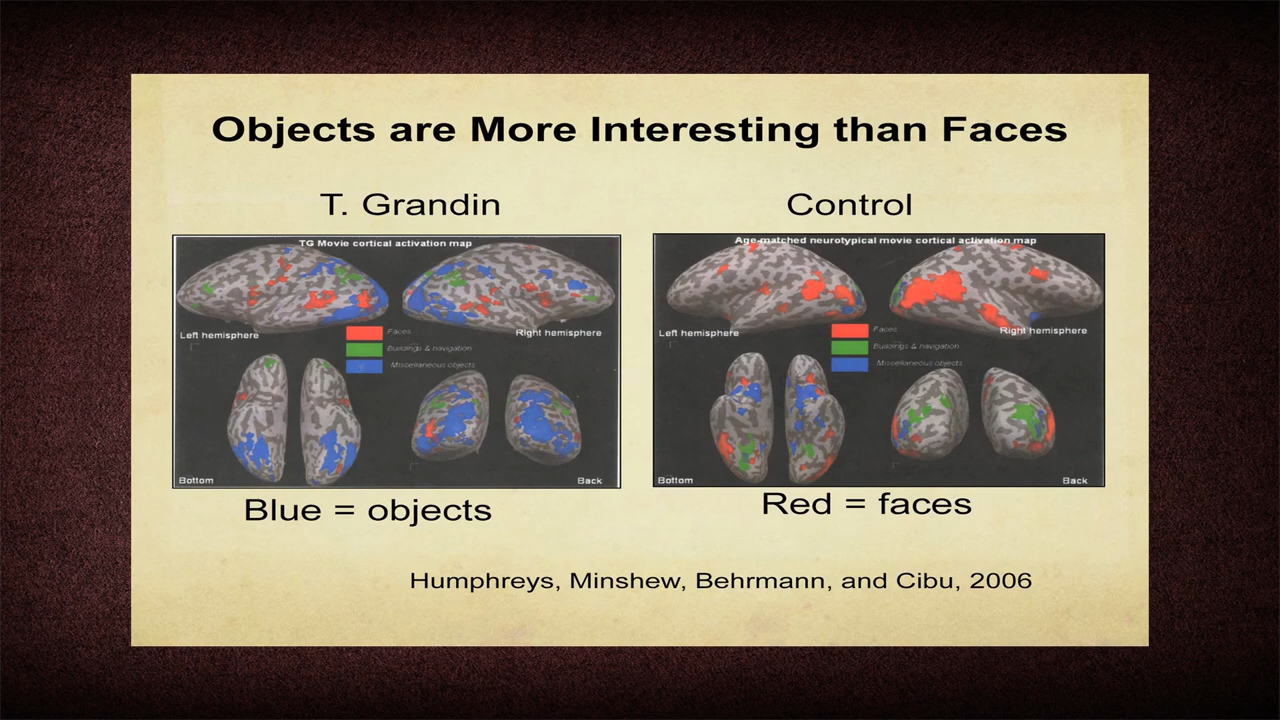 Objects are More Interesting than Faces
T. Grandin
Control
TG Movie cortical activation map
Left hemisphere
Right hemisphere
Faces
Buildings & navigation
Miscellaneous objects
Bottom
Back
Age-matched neurotypical movie cortical activation map
Left hemisphere
Right hemisphere
Faces
Buildings & navigation
Miscellaneous objects
Bottom
Back
Blue = objects
Red = faces
Humphreys, Minshew, Behrmann, and Cibu, 2006